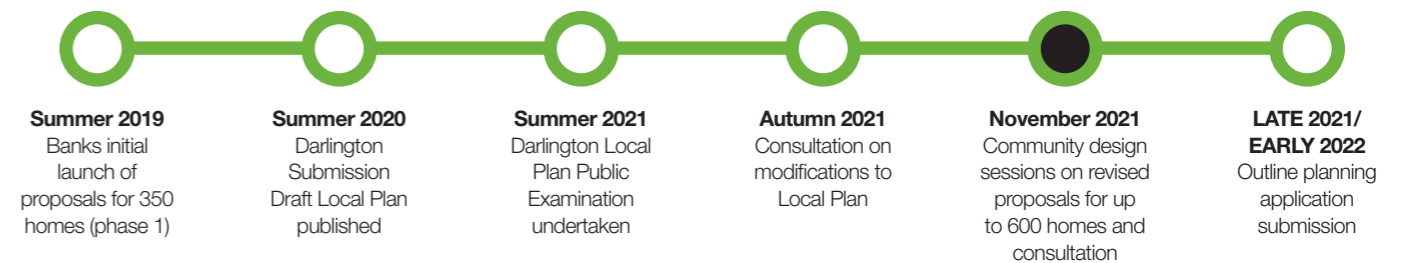 Summer 2019
Banks initial
launch of
proposals for 350
homes (phase 1)
Summer 2020
Darlington
Submission
Draft Local Plan
published
Summer 2021
Darlington Local
Plan Public
Examination
undertaken
Autumn 2021
Consultation on
modifications to
Local Plan
November 2021
Community design
sessions on revised
proposals for up
to 600 homes and
consultation
LATE 2021/
EARLY 2022
Outline planning
application
submission